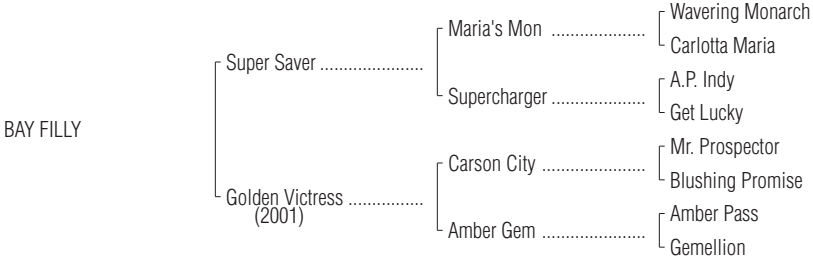 Wavering Monarch
Maria's Mon ....................
Carlotta Maria
Super Saver ......................
A.P. Indy
Supercharger ....................
Get Lucky
BAY FILLY
Mr. Prospector
Carson City ......................
Blushing Promise
Golden Victress ................
(2001)
Amber Pass
Amber Gem ......................
Gemellion